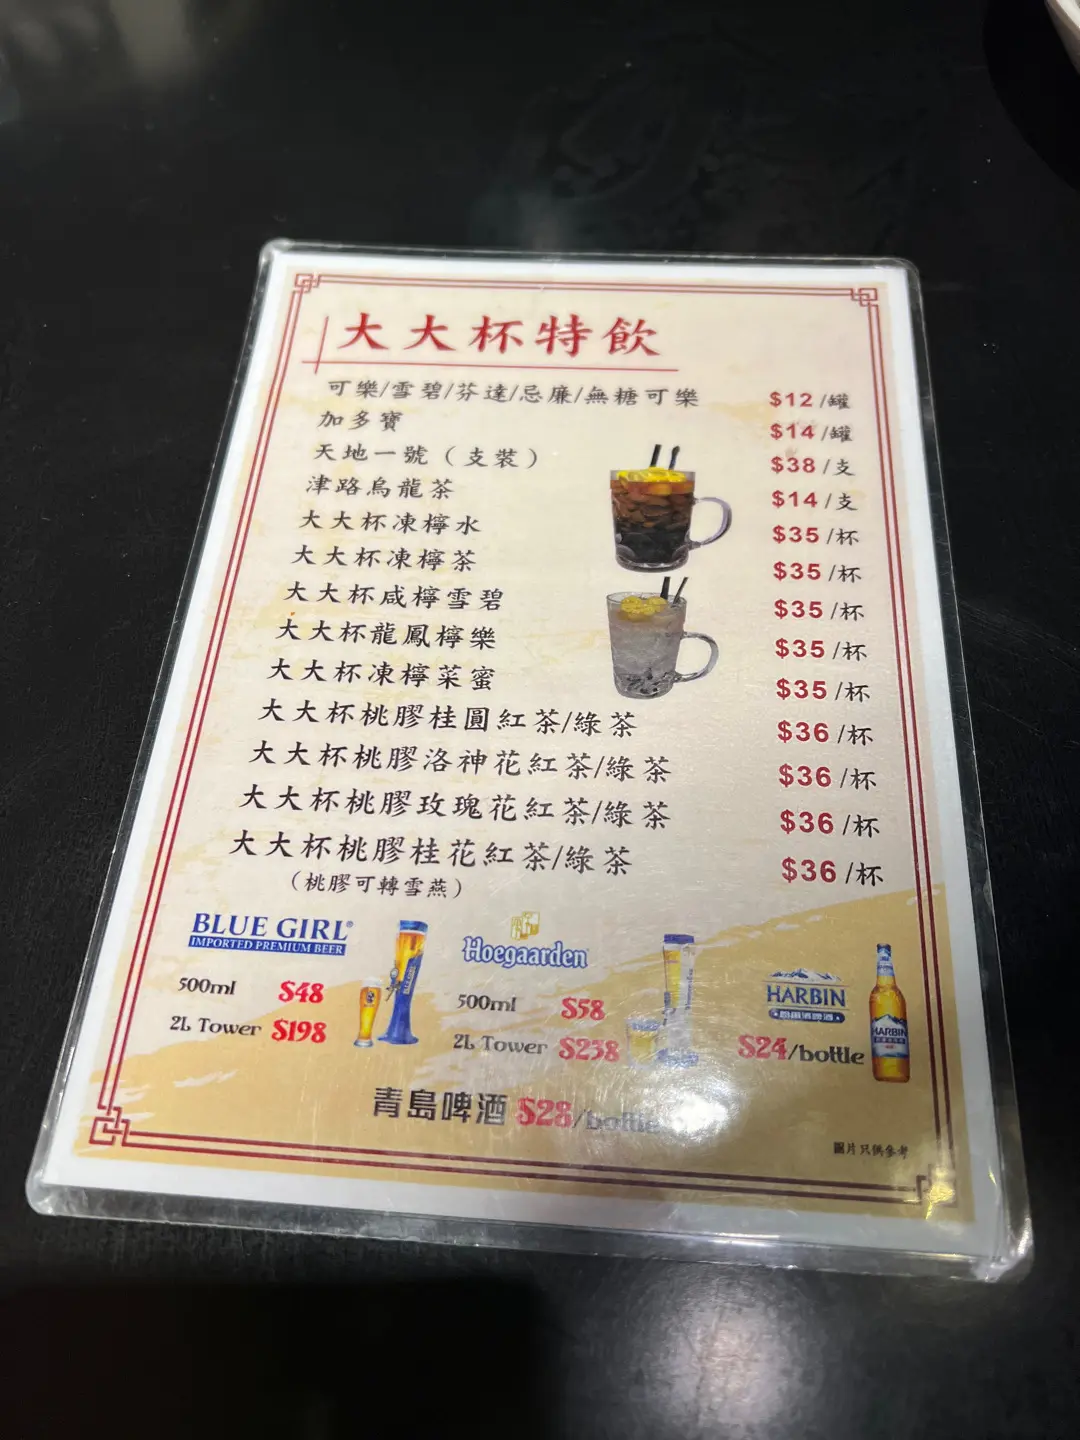 大大杯特飲
可樂/雪碧/芬達/忌廉/無糖可樂 $12/罐
加多寶 $14/罐
天地一號（支裝） $38/支
津路烏龍茶 $14/支
大大杯凍檸水 $35/杯
大大杯凍檸茶 $35/杯
大大杯咸檸雪碧 $35/杯
大大杯龍鳳檸樂 $35/杯
大大杯凍檸菜蜜 $35/杯
大大杯桃膠桂圓紅茶/綠茶 $36/杯
大大杯桃膠洛神花紅茶/綠茶 $36/杯
大大杯桃膠玫瑰花紅茶/綠茶 $36/杯
大大杯桃膠桂花紅茶/綠茶 $36/杯
（桃膠可轉雪燕）
BLUE GIRL®
IMPORTED PREMIUM BEER
500ml $48
2L Tower $198
Hoegaarden
500ml $58
2L Tower $238
HARBIN
$24/bottle
HARBIN
青島啤酒 $28/bottle
圖片只供參考